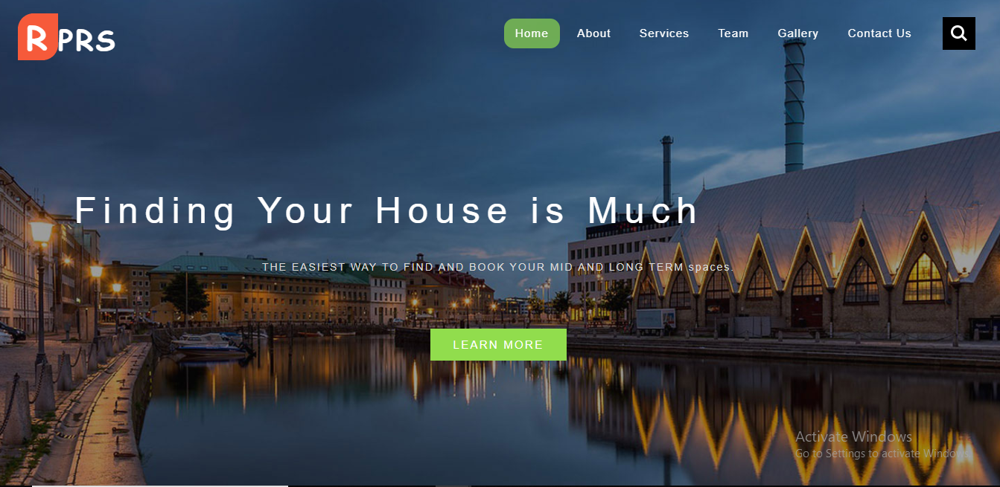 RPRS
Home About Services Team Gallery Contact Us
Finding Your House is Much
THE EASIEST WAY TO FIND AND BOOK YOUR MID AND LONG TERM spaces.
LEARN MORE
Activate Windows
Go to Settings to activate Windows.